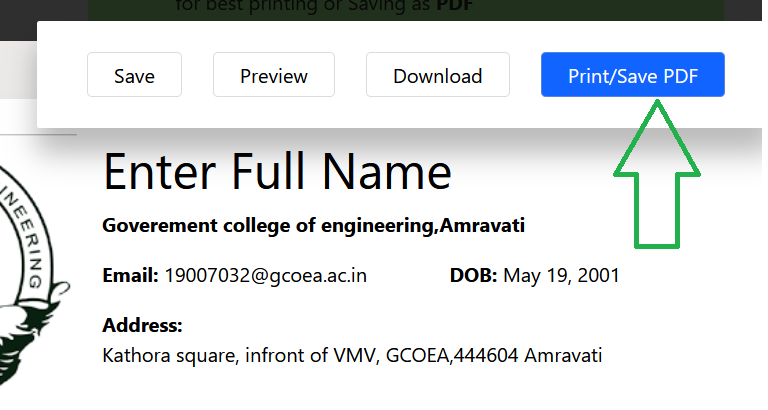 for best printing or Saving as PDF
Save Preview Download Print/Save PDF
Enter Full Name
Goverement college of engineering,Amravati
Email: 19007032@gcoea.ac.in DOB: May 19, 2001
Address:
Kathora square, infront of VMV, GCOEA,444604 Amravati